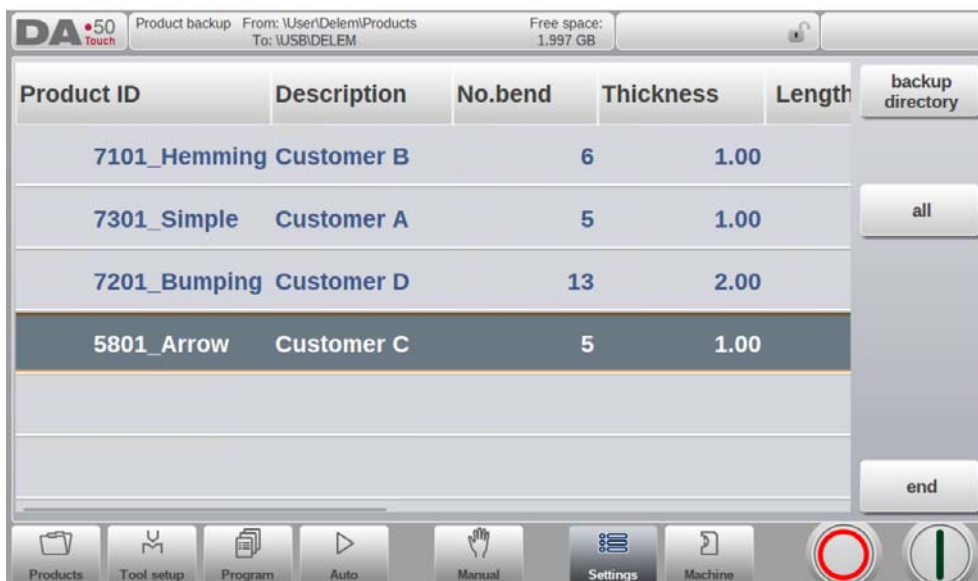 DA•50
Touch
Product backup From: \User\Delem\Products
To: \USB\DELEM
Free space:
1.997 GB
Product ID Description No.bend Thickness Length
backup
directory
7101_Hemming Customer B 6 1.00
7301_Simple Customer A 5 1.00
all
7201_Bumping Customer D 13 2.00
5801_Arrow Customer C 5 1.00
end
Products Tool setup Program Auto Manual Settings Machine